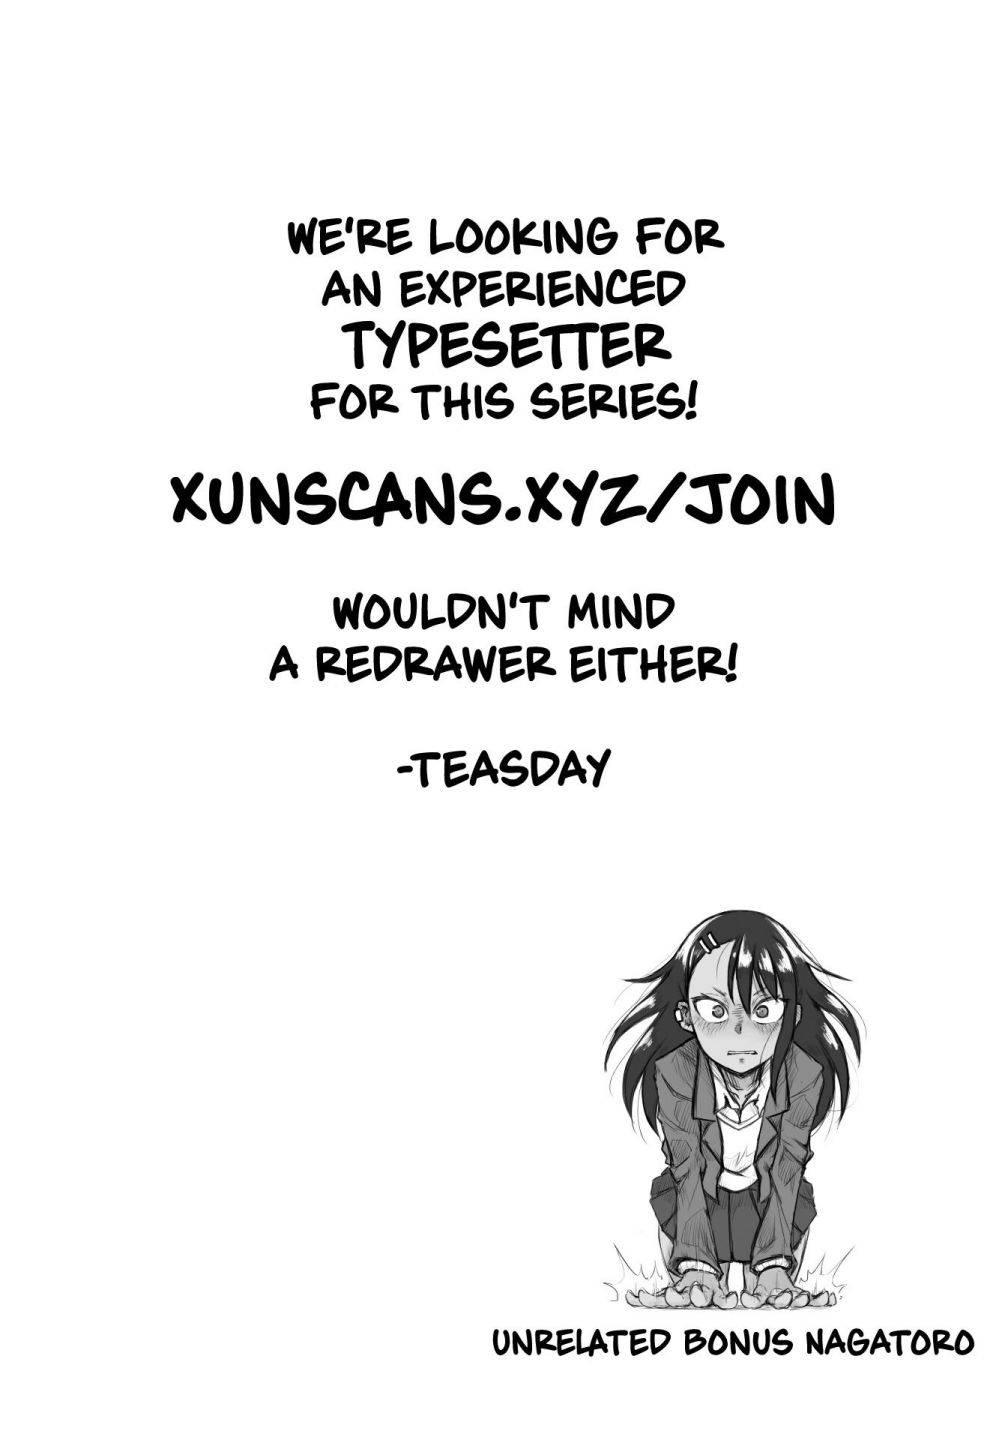 WE'RE LOOKING FOR
AN EXPERIENCED
TYPESETTER
FOR THIS SERIES!
XUNSCANS.XYZ/JOIN
WOULDN'T MIND
A REDRAWER EITHER!
-TEASDAY
UNRELATED BONUS NAGATORO